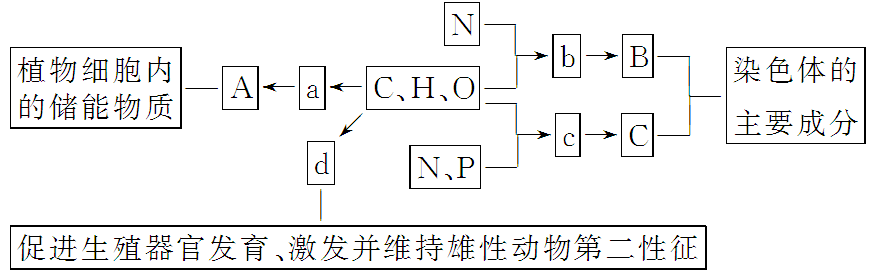 N
植物细胞内
的储能物质
A
a
C、H、O
b
B
染色体的
主要成分
d
N、P
c
C
促进生殖器官发育、激发并维持雄性动物第二性征